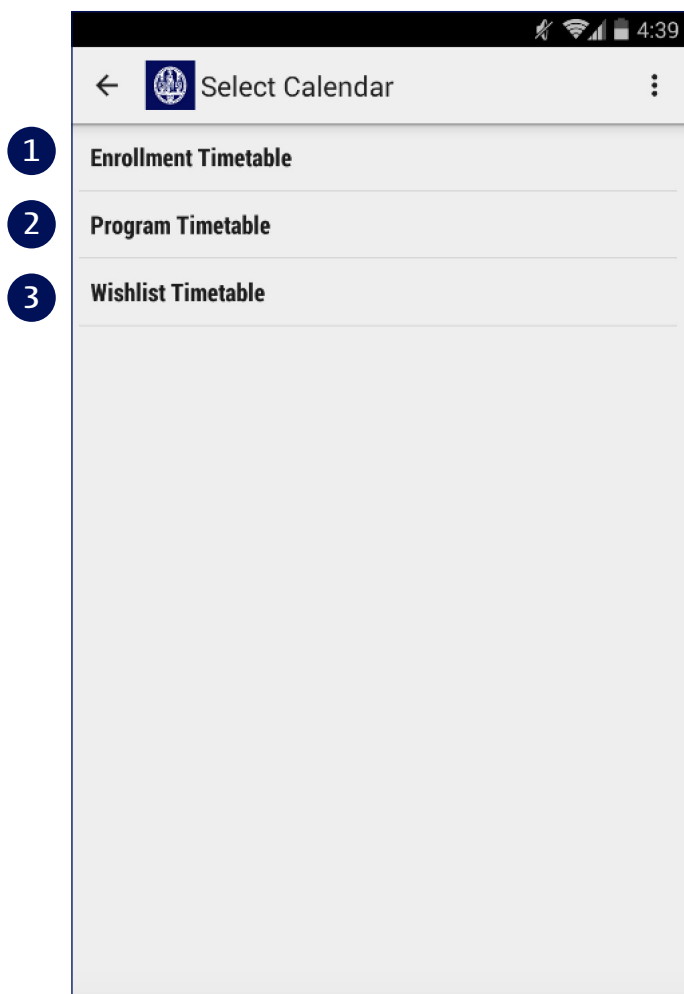 4:39
Select Calendar
1 Enrollment Timetable
2 Program Timetable
3 Wishlist Timetable